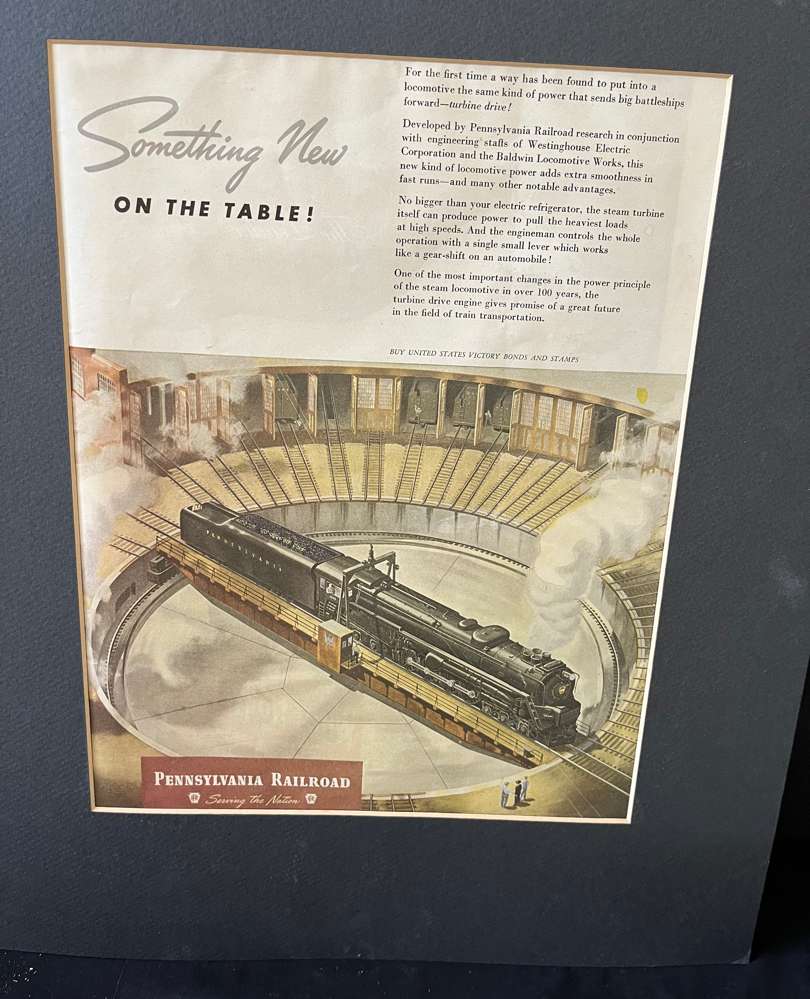 Something New
ON THE TABLE!
For the first time a way has been found to put into a
locomotive the same kind of power that sends big battleships
forward—turbine drive!
Developed by Pennsylvania Railroad research in conjunction
with engineering staffs of Westinghouse Electric
Corporation and the Baldwin Locomotive Works, this
new kind of locomotive power adds extra smoothness in
fast runs—and many other notable advantages.
No bigger than your electric refrigerator, the steam turbine
itself can produce power to pull the heaviest loads
at high speeds. And the engineman controls the whole
operation with a single small lever which works
like a gear-shift on an automobile!
One of the most important changes in the power principle
of the steam locomotive in over 100 years, the
turbine drive engine gives promise of a great future
in the field of train transportation.
BUY UNITED STATES VICTORY BONDS AND STAMPS
PENNSYLVANIA
PENNSYLVANIA RAILROAD
Serving the Nation